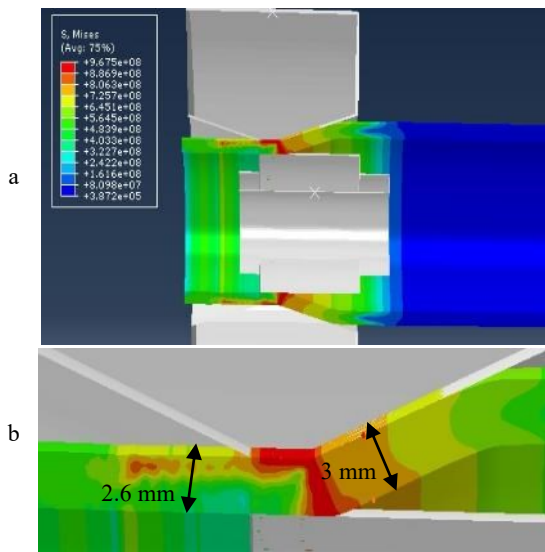 S, Mises
(Avg: 75%)
+9.675e+08
+8.869e+08
+8.063e+08
+7.257e+08
+6.451e+08
+5.645e+08
+4.839e+08
+4.033e+08
+3.227e+08
+2.422e+08
+1.616e+08
+8.098e+07
+3.872e+05
a
b
2.6 mm
3 mm